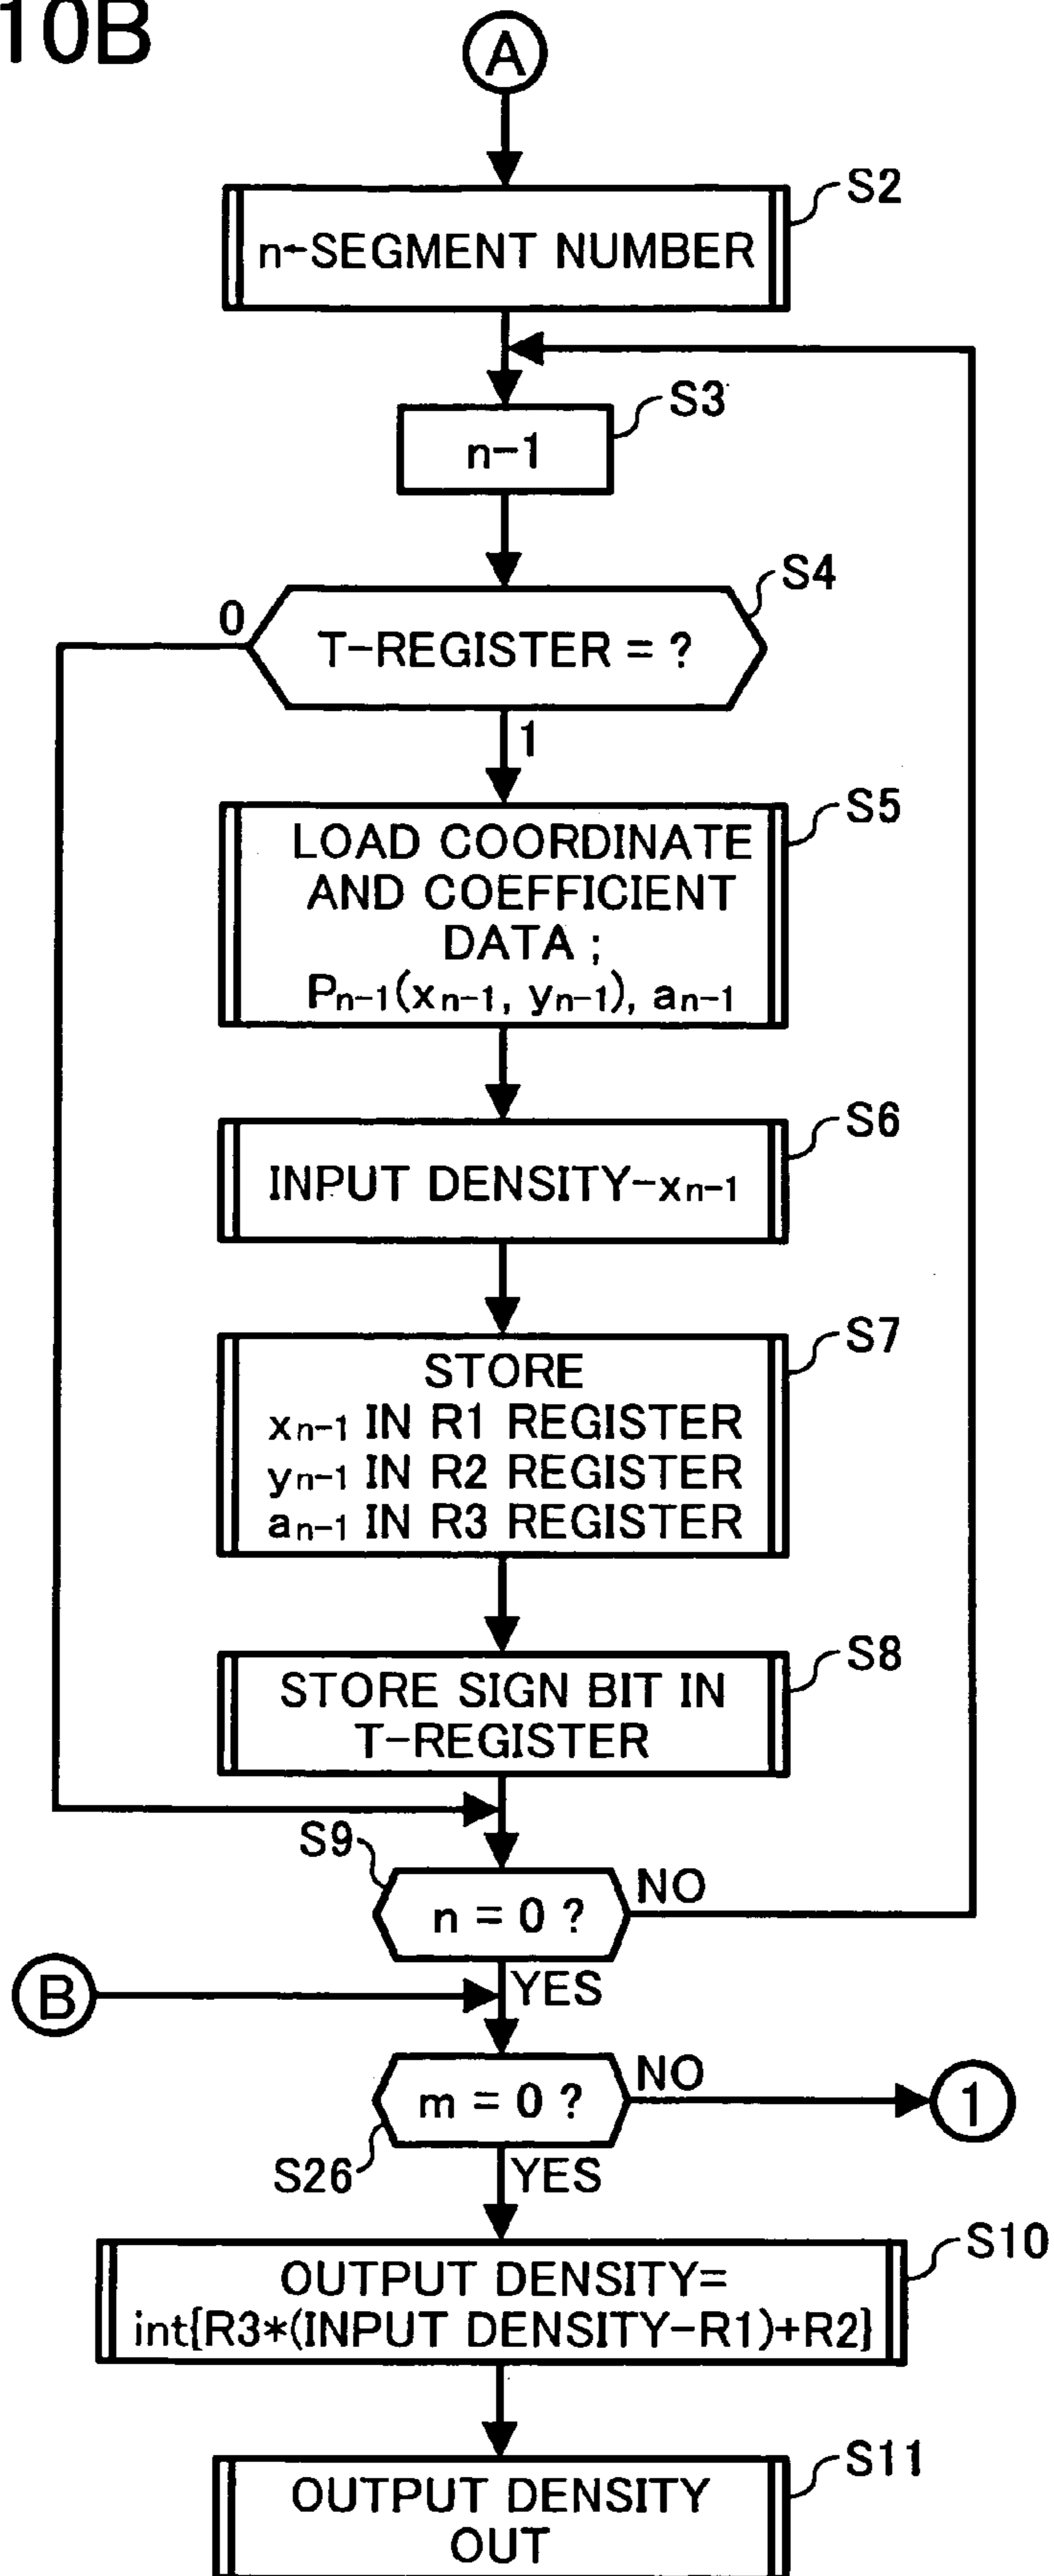 10B
A
S2
n←SEGMENT NUMBER
S3
n-1
S4
0
T-REGISTER = ?
1
S5
LOAD COORDINATE
AND COEFFICIENT
DATA ;
Pn-1(xn-1, yn-1), an-1
S6
INPUT DENSITY-xn-1
S7
STORE
xn-1 IN R1 REGISTER
yn-1 IN R2 REGISTER
an-1 IN R3 REGISTER
S8
STORE SIGN BIT IN
T-REGISTER
S9
n = 0 ?
NO
YES
B
m = 0 ?
NO
1
S26
YES
S10
OUTPUT DENSITY=
int{R3*(INPUT DENSITY-R1)+R2}
S11
OUTPUT DENSITY
OUT